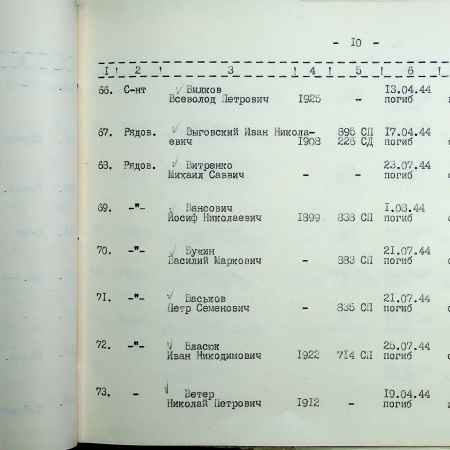 - 10 -
1 ! 2 ! 3 ! 4 ! 5 ! 6 !
66. С-нт Вилков 13.04.44
Всеволод Петрович 1925 - погиб
67. Рядов. Выговский Иван Никола- 895 СП 17.04.44
евич 1908 226 СД погиб
68. Рядов. Витренко 23.07.44
Михаил Саввич - - погиб
69. -"- Вансович 1.08.44
Иосиф Николаевич 1899 838 СП погиб
70. -"- Бужин 21.07.44
Василий Маркович - 883 СП погиб
71. -"- Васьков 21.07.44
Петр Семенович - 835 СП погиб
72. -"- Власюк 25.07.44
Иван Никодимович 1922 714 СП погиб
73. - Ветер 19.04.44
Николай Петрович 1912 - погиб